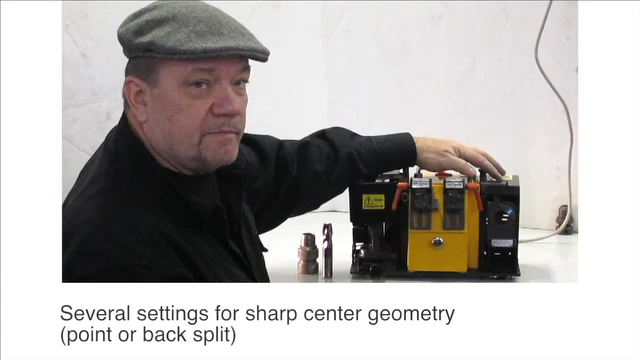 Several settings for sharp center geometry
(point or back split)